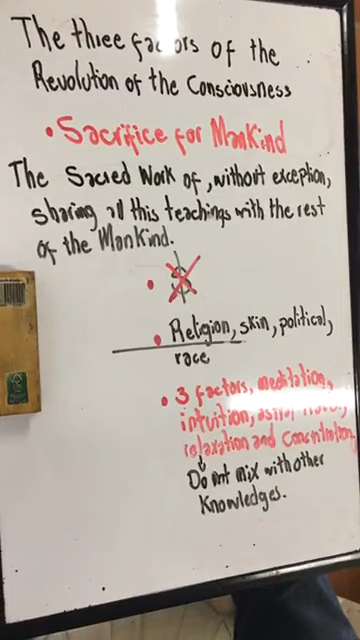 The three factors of the
Revolution of the Consciousness
• Sacrifice for Mankind
The Sacred Work of, without exception,
sharing all this teachings with the rest
of the Mankind.
• $
• Religion, skin, political,
race
• 3 factors, meditation,
intuition,
relaxation and concentration,
Do not mix with other
Knowledges.